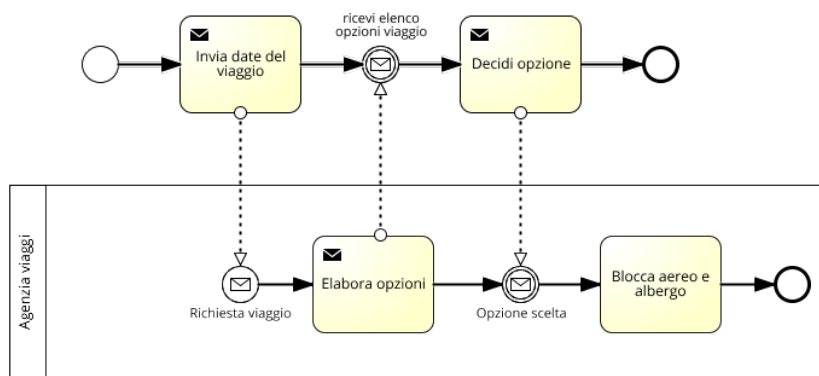 ricevi elenco
opzioni viaggio
Invia date del
viaggio
Decidi opzione
Agenzia viaggi
Richiesta viaggio
Elabora opzioni
Opzione scelta
Blocca aereo e
albergo